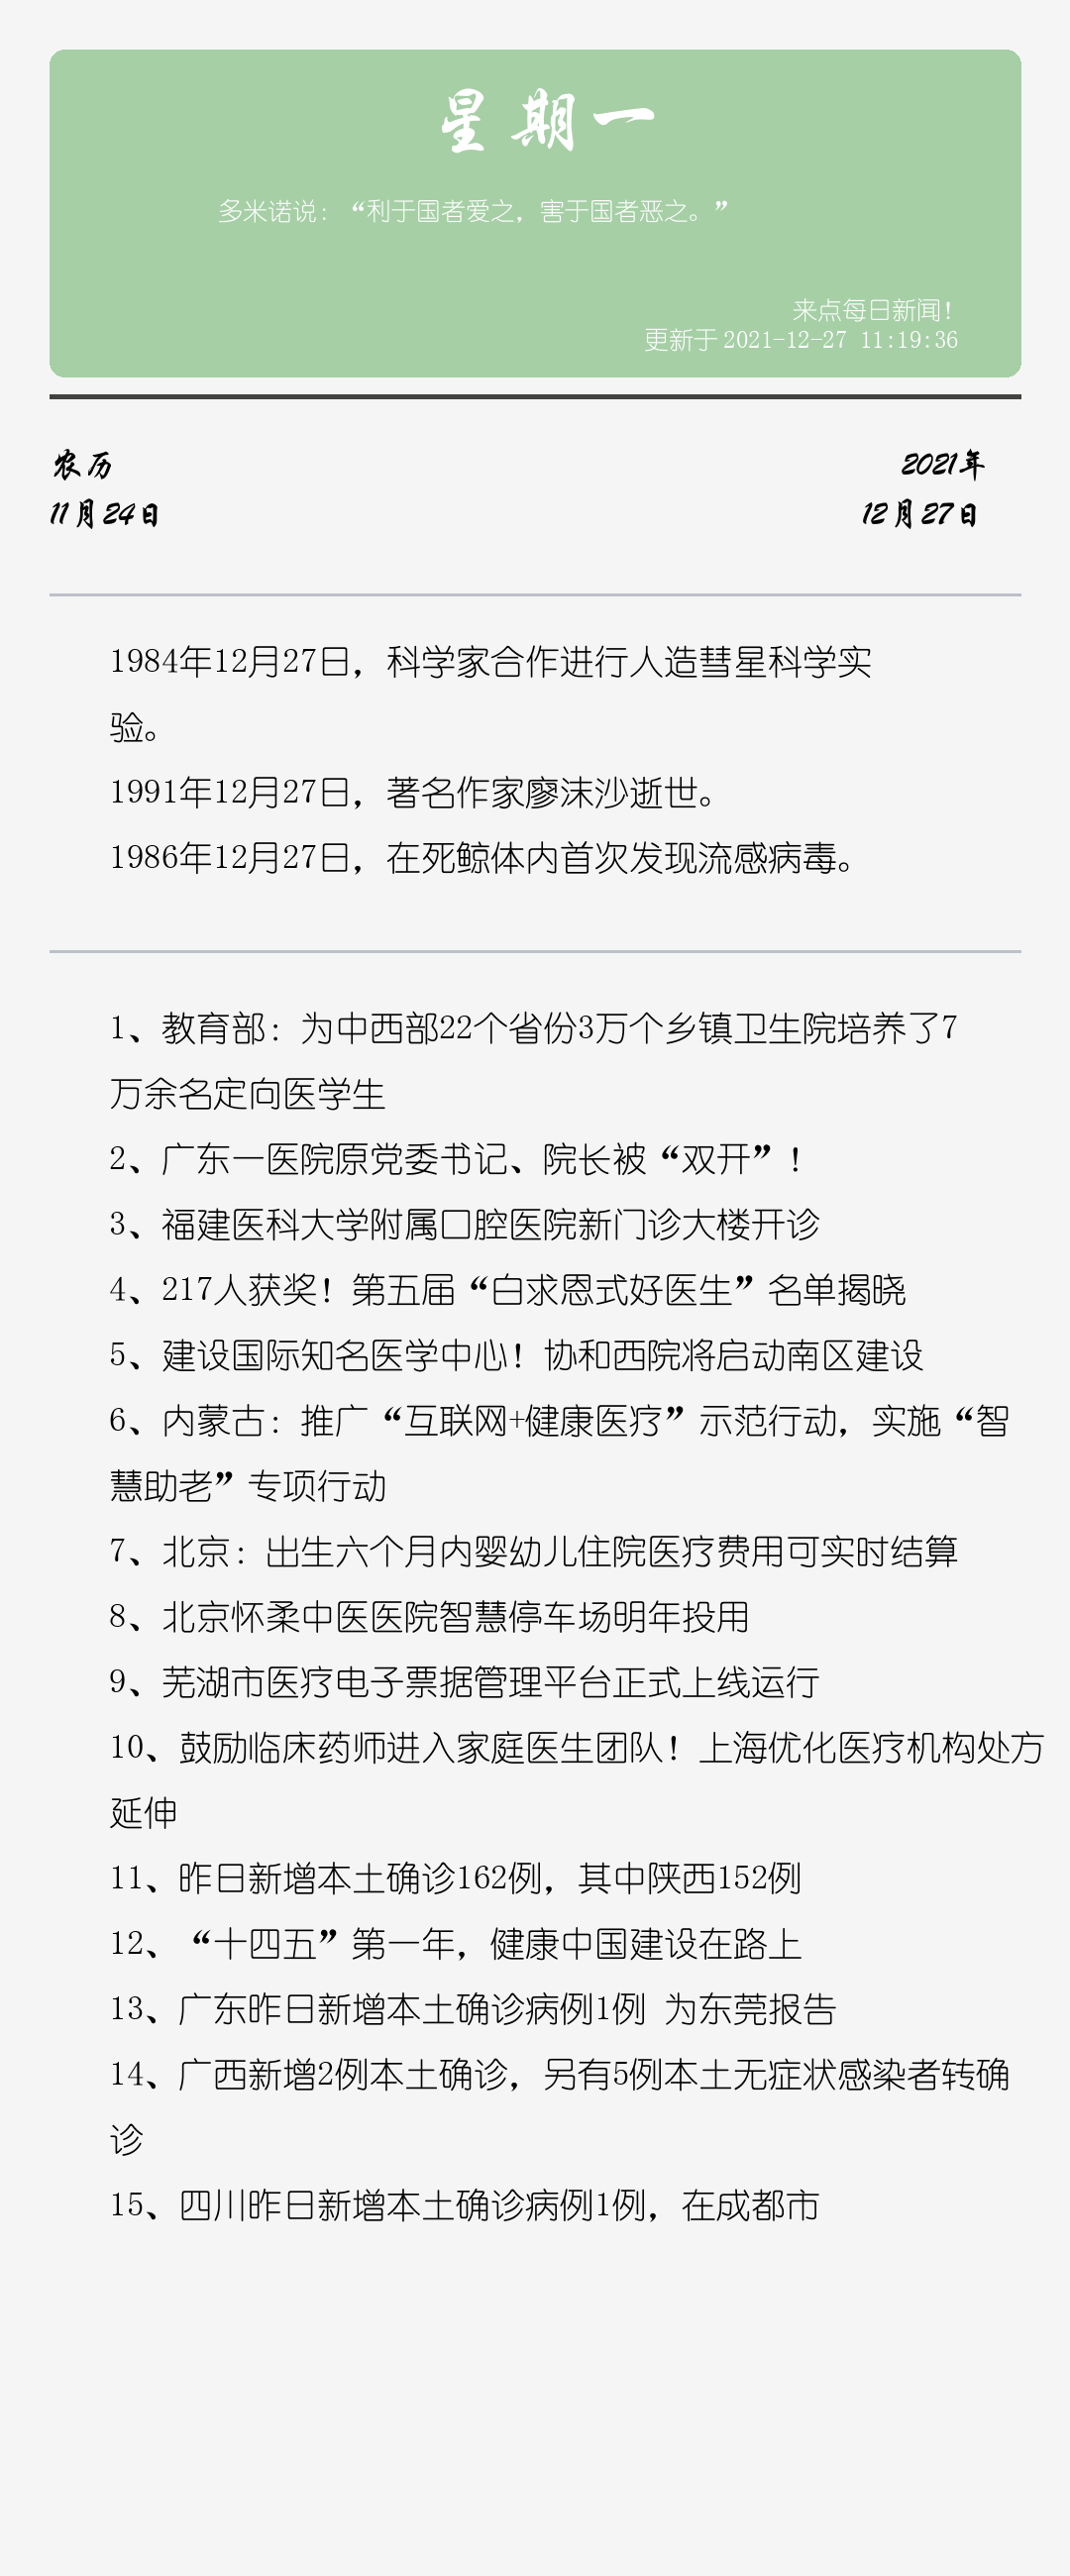 星期一
多米诺说：“利于国者爱之，害于国者恶之。”
来点每日新闻！
更新于 2021-12-27 11:19:36
农历
2021年
11月24日
12月27日
1984年12月27日，科学家合作进行人造彗星科学实
验。
1991年12月27日，著名作家廖沫沙逝世。
1986年12月27日，在死鲸体内首次发现流感病毒。
1、教育部：为中西部22个省份3万个乡镇卫生院培养了7
万余名定向医学生
2、广东一医院原党委书记、院长被“双开”！
3、福建医科大学附属口腔医院新门诊大楼开诊
4、217人获奖！第五届“白求恩式好医生”名单揭晓
5、建设国际知名医学中心！协和西院将启动南区建设
6、内蒙古：推广“互联网+健康医疗”示范行动，实施“智
慧助老”专项行动
7、北京：出生六个月内婴幼儿住院医疗费用可实时结算
8、北京怀柔中医医院智慧停车场明年投用
9、芜湖市医疗电子票据管理平台正式上线运行
10、鼓励临床药师进入家庭医生团队！上海优化医疗机构处方
延伸
11、昨日新增本土确诊162例，其中陕西152例
12、“十四五”第一年，健康中国建设在路上
13、广东昨日新增本土确诊病例1例 为东莞报告
14、广西新增2例本土确诊，另有5例本土无症状感染者转确
诊
15、四川昨日新增本土确诊病例1例，在成都市